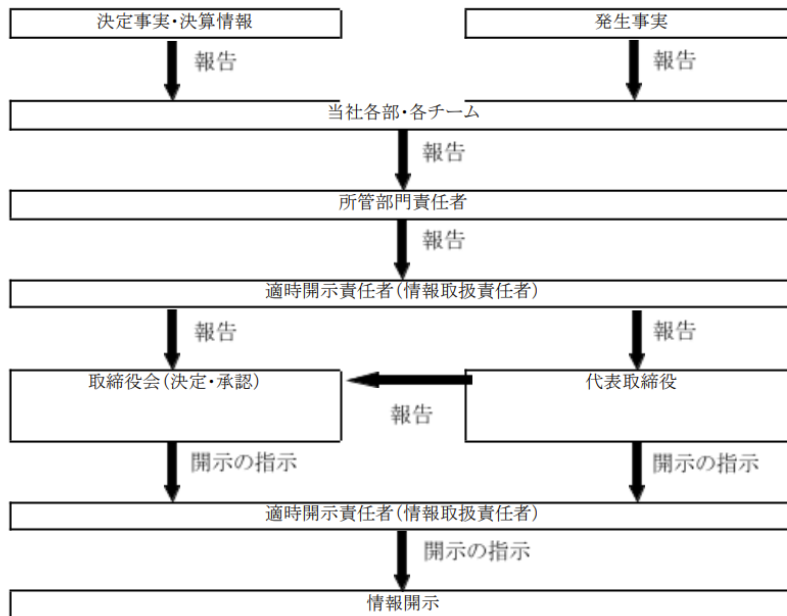 決定事実・決算情報
発生事実
報告
報告
当社各部・各チーム
報告
所管部門責任者
報告
適時開示責任者（情報取扱責任者）
報告
報告
取締役会（決定・承認）
代表取締役
報告
開示の指示
開示の指示
適時開示責任者（情報取扱責任者）
開示の指示
情報開示